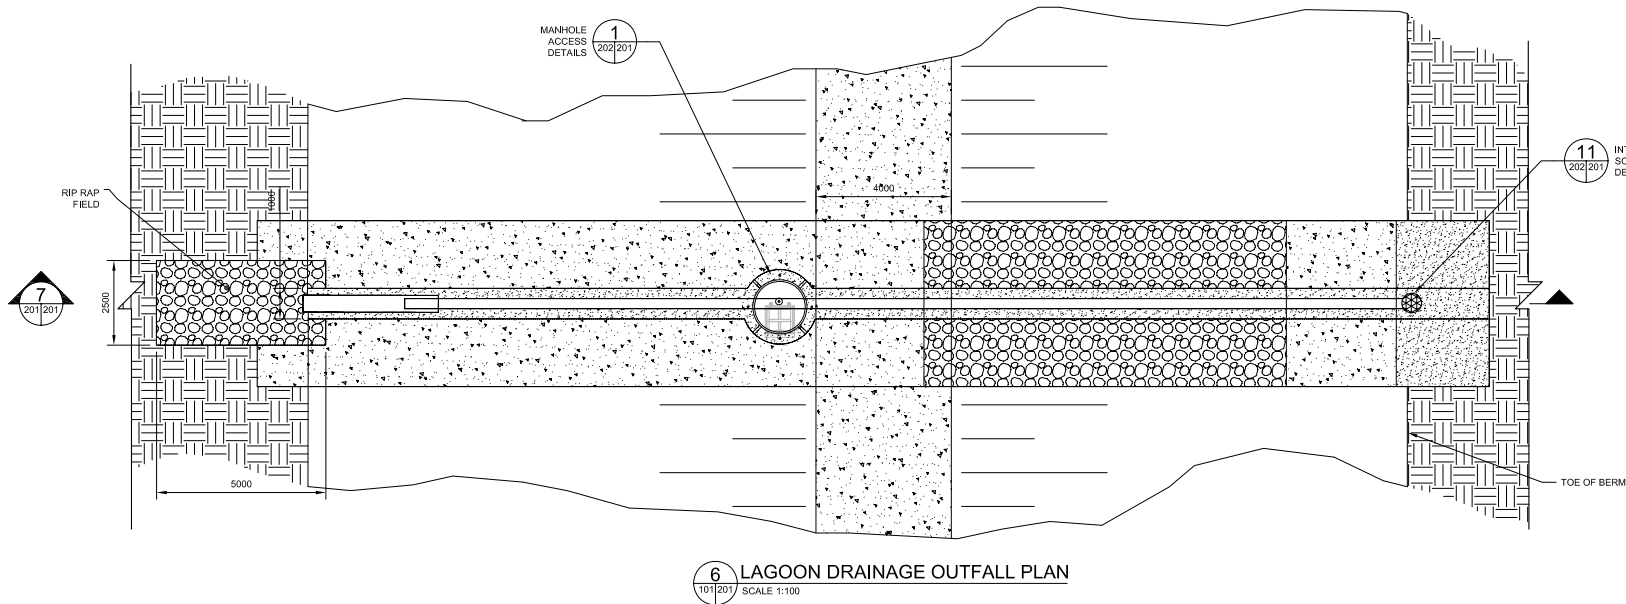 MANHOLE
ACCESS
DETAILS
1
202 201
11
202 201
RIP RAP
FIELD
1000
4000
7
201 201
2500
5000
TOE OF BERM
6
101 201
LAGOON DRAINAGE OUTFALL PLAN
SCALE 1:100